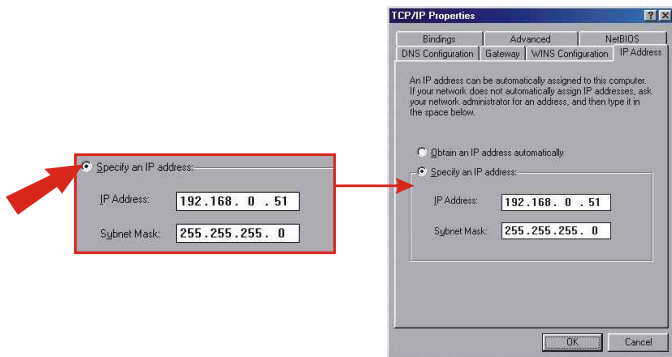 TCP/IP Properties
? X
Bindings Advanced NetBIOS
DNS Configuration Gateway WINS Configuration IP Address
An IP address can be automatically assigned to this computer.
If your network does not automatically assign IP addresses, ask
your network administrator for an address, and then type it in
the space below.
Obtain an IP address automatically
Specify an IP address:
IP Address: 192.168. 0 .51
Subnet Mask: 255.255.255. 0
OK Cancel
Specify an IP address:
IP Address: 192.168. 0 .51
Subnet Mask: 255.255.255. 0